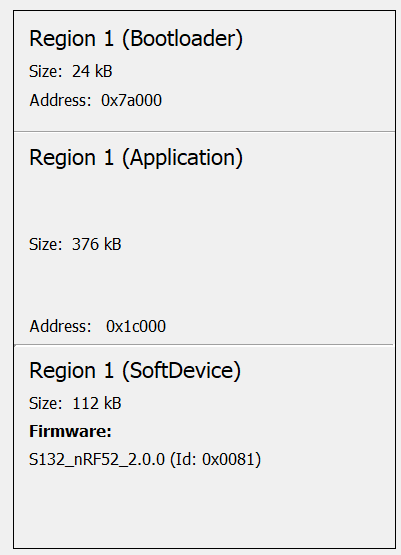 Region 1 (Bootloader)
Size: 24 kB
Address: 0x7a000
Region 1 (Application)
Size: 376 kB
Address: 0x1c000
Region 1 (SoftDevice)
Size: 112 kB
Firmware:
S132_nRF52_2.0.0 (Id: 0x0081)